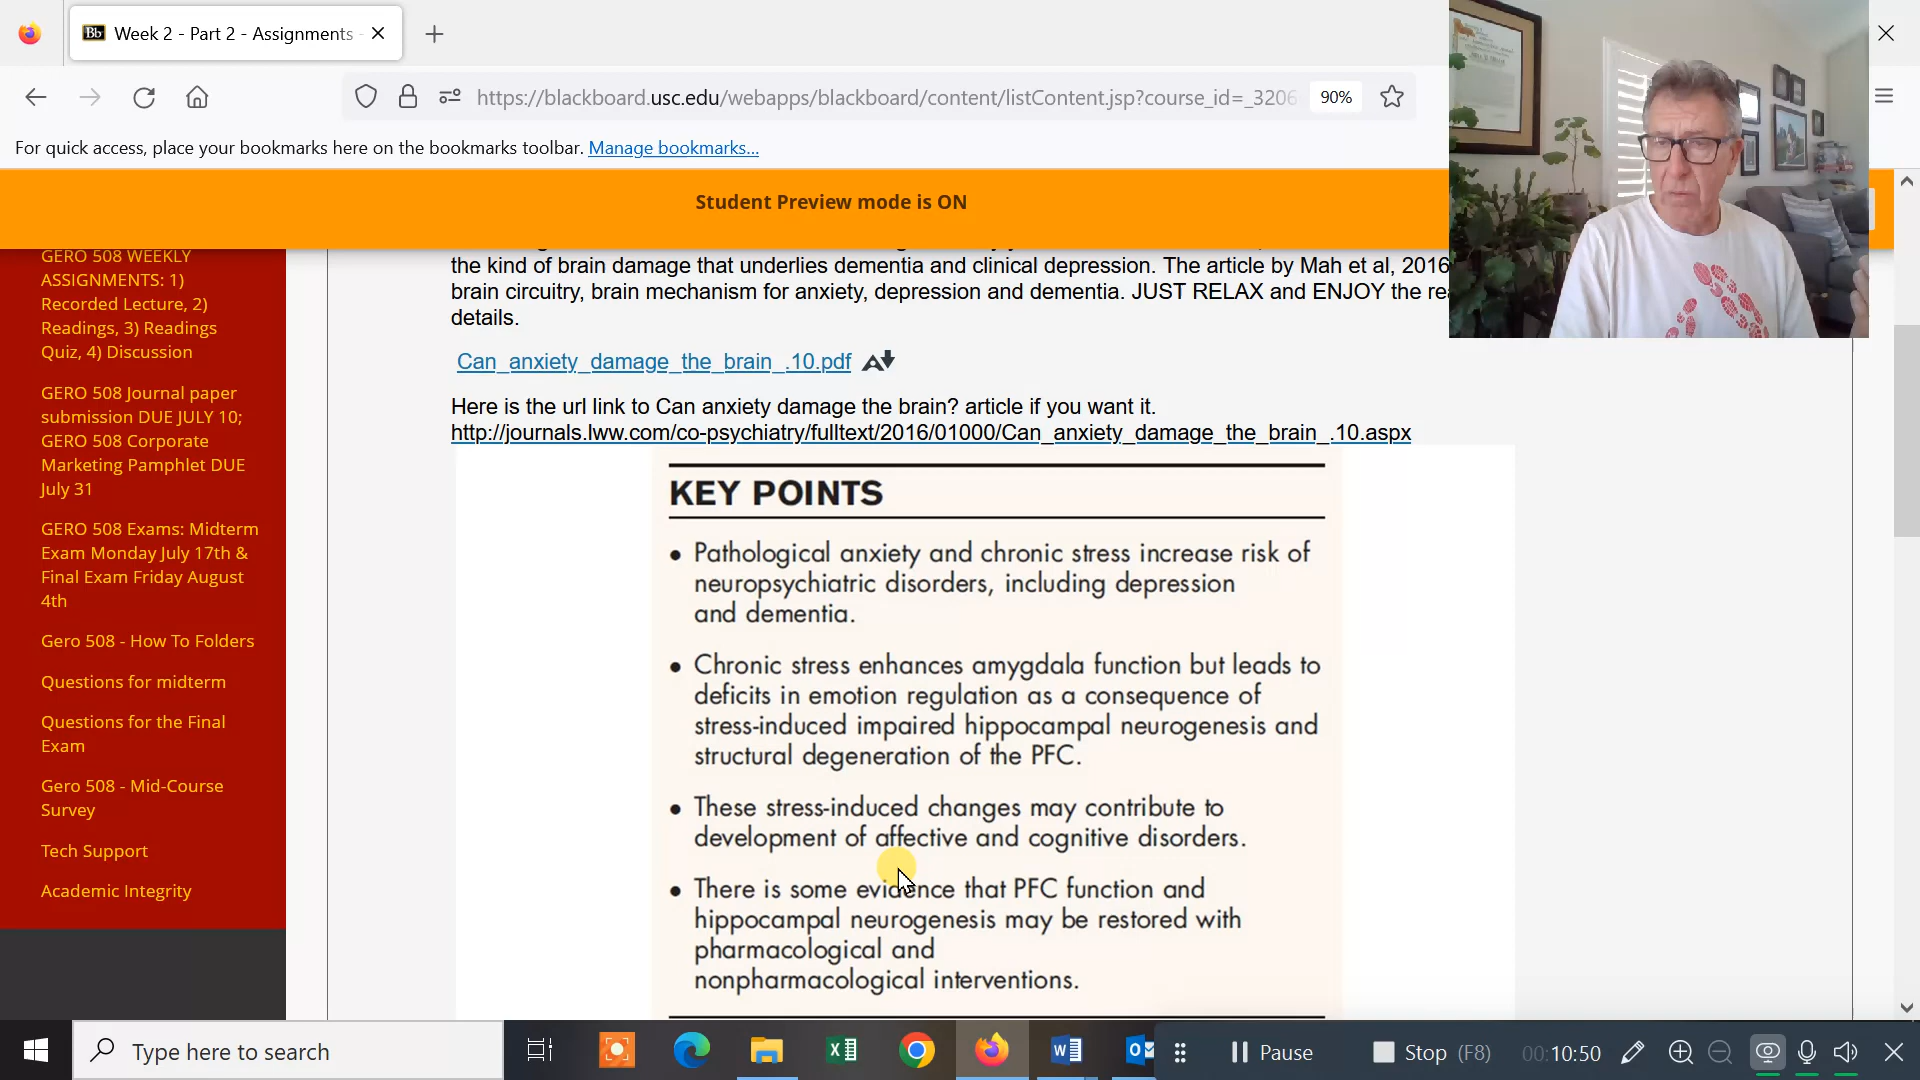 Week 2 - Part 2 - Assignments
https://blackboard.usc.edu/webapps/blackboard/content/listContent.jsp?course_id=_3206
90%
For quick access, place your bookmarks here on the bookmarks toolbar. Manage bookmarks...
Student Preview mode is ON
GERO 508 WEEKLY
ASSIGNMENTS: 1)
Recorded Lecture, 2)
Readings, 3) Readings
Quiz, 4) Discussion
GERO 508 Journal paper
submission DUE JULY 10;
GERO 508 Corporate
Marketing Pamphlet DUE
July 31
GERO 508 Exams: Midterm
Exam Monday July 17th &
Final Exam Friday August
4th
Gero 508 - How To Folders
Questions for midterm
Questions for the Final
Exam
Gero 508 - Mid-Course
Survey
Tech Support
Academic Integrity
the kind of brain damage that underlies dementia and clinical depression. The article by Mah et al, 2016
brain circuitry, brain mechanism for anxiety, depression and dementia. JUST RELAX and ENJOY the
details.
Can_anxiety_damage_the_brain_.10.pdf
Here is the url link to Can anxiety damage the brain? article if you want it.
http://journals.lww.com/co-psychiatry/fulltext/2016/01000/Can_anxiety_damage_the_brain_.10.aspx
KEY POINTS
• Pathological anxiety and chronic stress increase risk of
neuropsychiatric disorders, including depression
and dementia.
• Chronic stress enhances amygdala function but leads to
deficits in emotion regulation as a consequence of
stress-induced impaired hippocampal neurogenesis and
structural degeneration of the PFC.
• These stress-induced changes may contribute to
development of affective and cognitive disorders.
• There is some evidence that PFC function and
hippocampal neurogenesis may be restored with
pharmacological and
nonpharmacological interventions.
Type here to search
Pause
Stop (F8)
00:10:50